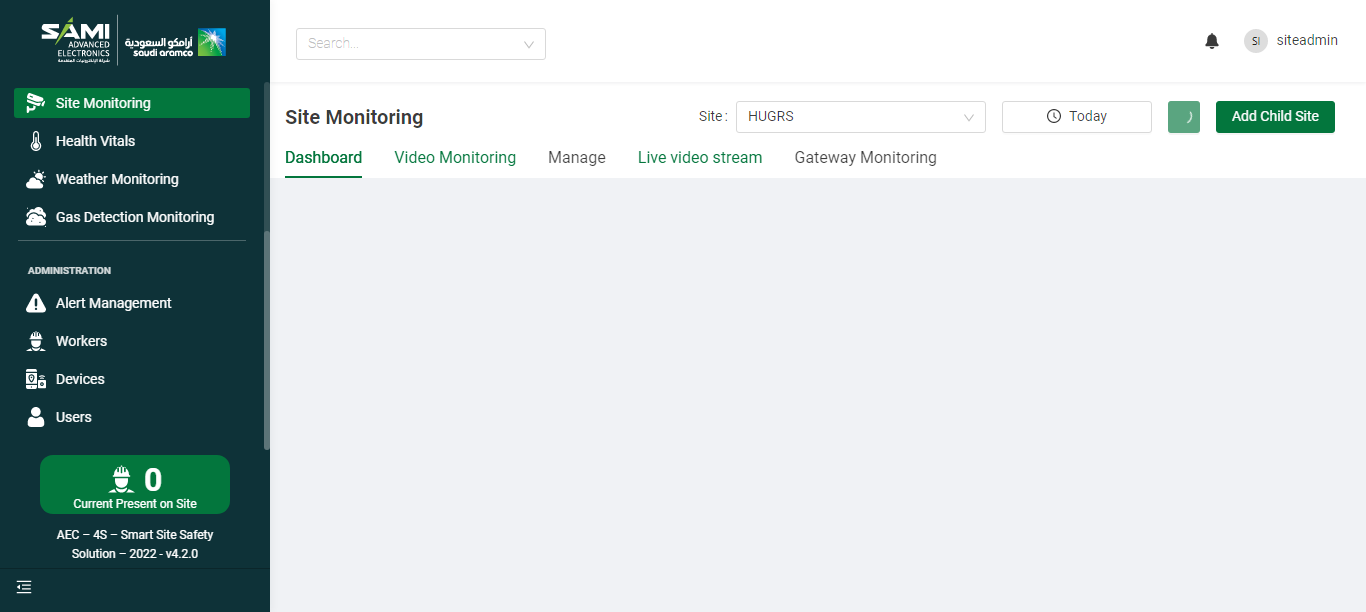 SAMI
ADVANCED
ELECTRONICS
شركة الإلكترونيات المتقدمة
أرامكو السعودية
saudi aramco
Search...
SI siteadmin
Site Monitoring
Health Vitals
Weather Monitoring
Gas Detection Monitoring
ADMINISTRATION
Alert Management
Workers
Devices
Users
0
Current Present on Site
AEC – 4S – Smart Site Safety
Solution – 2022 - v4.2.0
Site Monitoring
Site : HUGRS
Today
Add Child Site
Dashboard Video Monitoring Manage Live video stream Gateway Monitoring